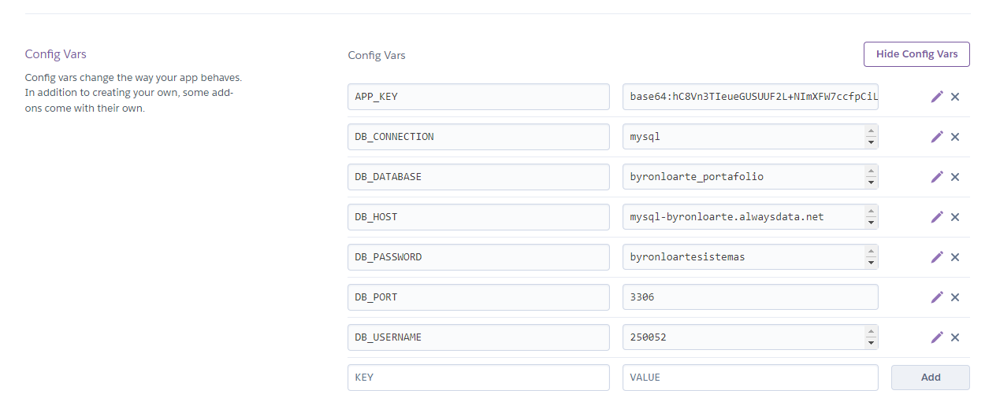 Config Vars
Config vars change the way your app behaves.
In addition to creating your own, some add-
ons come with their own.
Config Vars
Hide Config Vars
APP_KEY base64:hC8Vn3TIeueGUSUUF2L+NImXFW7ccfpCiL
DB_CONNECTION mysql
DB_DATABASE byronloarte_portafolio
DB_HOST mysql-byronloarte.alwaysdata.net
DB_PASSWORD byronloartesistemas
DB_PORT 3306
DB_USERNAME 250052
KEY VALUE Add